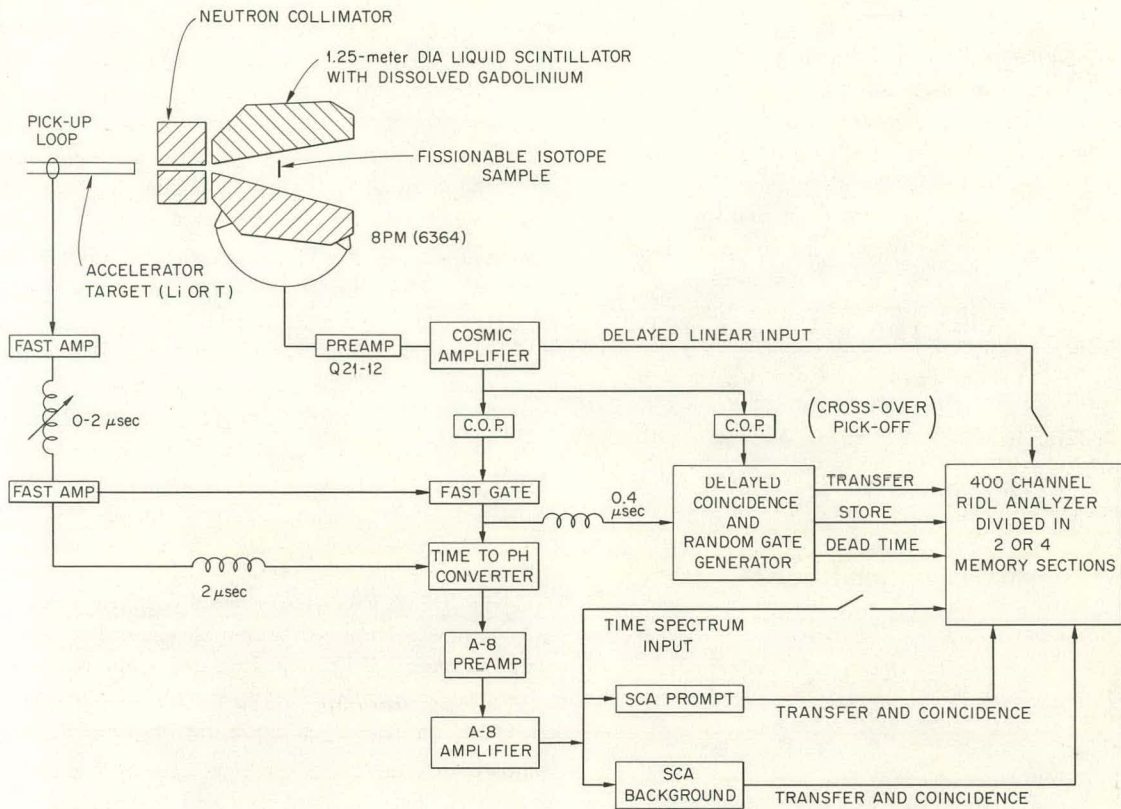 NEUTRON COLLIMATOR
1.25-meter DIA LIQUID SCINTILLATOR
WITH DISSOLVED GADOLINIUM
PICK-UP
LOOP
FISSIONABLE ISOTOPE
SAMPLE
8PM (6364)
ACCELERATOR
TARGET (Li OR T)
FAST AMP
PREAMP
Q21-12
COSMIC
AMPLIFIER
DELAYED LINEAR INPUT
0-2 μsec
C.O.P.
C.O.P.
(CROSS-OVER
PICK-OFF)
FAST AMP
FAST GATE
0.4
μsec
DELAYED
COINCIDENCE
AND
RANDOM GATE
GENERATOR
TRANSFER
STORE
DEAD TIME
400 CHANNEL
RIDL ANALYZER
DIVIDED IN
2 OR 4
MEMORY SECTIONS
2 μsec
TIME TO PH
CONVERTER
TIME SPECTRUM
INPUT
A-8
PREAMP
SCA PROMPT
TRANSFER AND COINCIDENCE
A-8
AMPLIFIER
SCA
BACKGROUND
TRANSFER AND COINCIDENCE